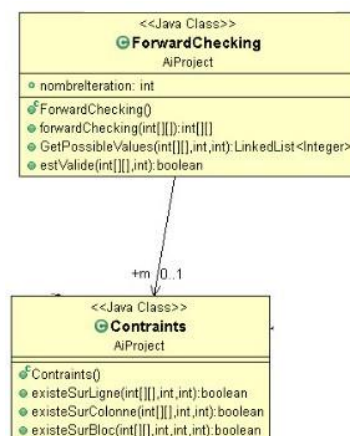 <<Java Class>>
ForwardChecking
AiProject
nombreIteration: int
ForwardChecking()
forwardChecking(int[][]):int[][]
GetPossibleValues(int[][],int,int):LinkedList<Integer>
estValide(int[][],int):boolean
+m 0..1
<<Java Class>>
Contraints
AiProject
Contraints()
existeSurLigne(int[][],int,int):boolean
existeSurColonne(int[][],int,int):boolean
existeSurBloc(int[][],int,int,int):boolean